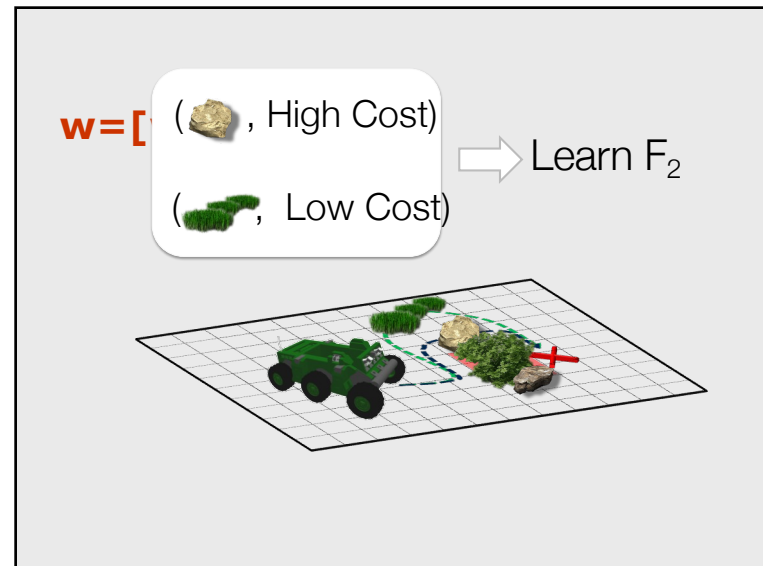 w=[
( , High Cost)
Learn F₂
( , Low Cost)